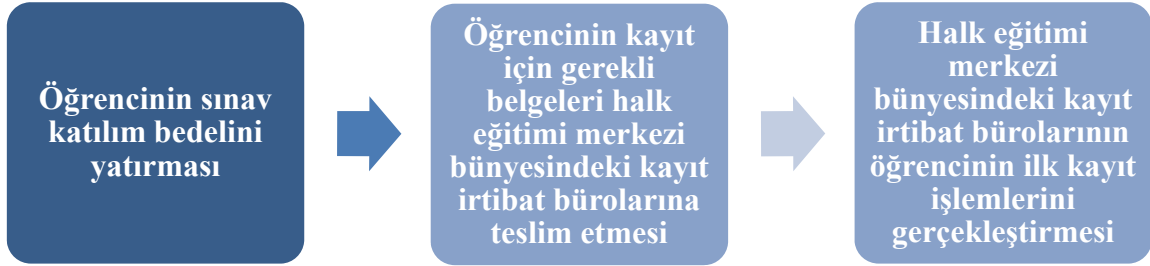 Öğrencinin sınav
katılım bedelini
yatırması
Öğrencinin kayıt
için gerekli
belgeleri halk
eğitimi merkezi
bünyesindeki kayıt
irtibat bürolarına
teslim etmesi
Halk eğitimi
merkezi
bünyesindeki kayıt
irtibat bürolarının
öğrencinin ilk kayıt
işlemlerini
gerçekleştirmesi